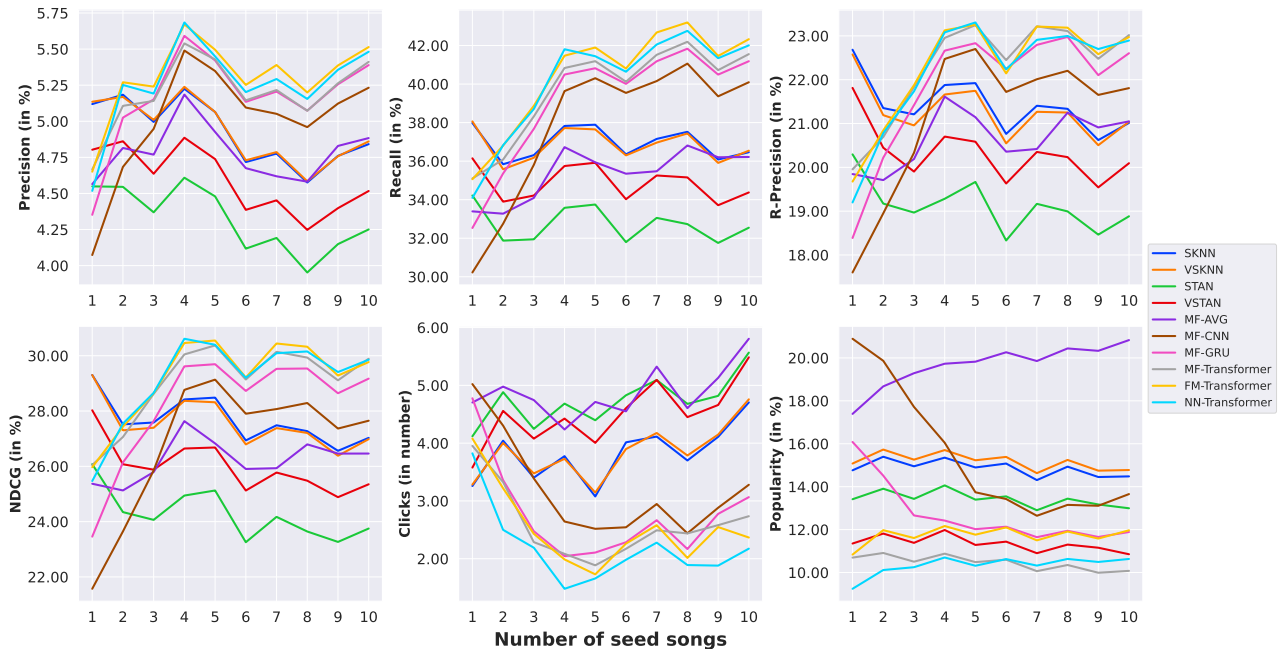 Precision (in %)
5.75
5.50
5.25
5.00
4.75
4.50
4.25
4.00
1 2 3 4 5 6 7 8 9 10
Recall (in %)
42.00
40.00
38.00
36.00
34.00
32.00
30.00
1 2 3 4 5 6 7 8 9 10
R-Precision (in %)
23.00
22.00
21.00
20.00
19.00
18.00
1 2 3 4 5 6 7 8 9 10
NDCG (in %)
30.00
28.00
26.00
24.00
22.00
1 2 3 4 5 6 7 8 9 10
Clicks (in number)
6.00
5.00
4.00
3.00
2.00
1 2 3 4 5 6 7 8 9 10
Popularity (in %)
20.00
18.00
16.00
14.00
12.00
10.00
1 2 3 4 5 6 7 8 9 10
Number of seed songs
SKNN
VSKNN
STAN
VSTAN
MF-AVG
MF-CNN
MF-GRU
MF-Transformer
FM-Transformer
NN-Transformer